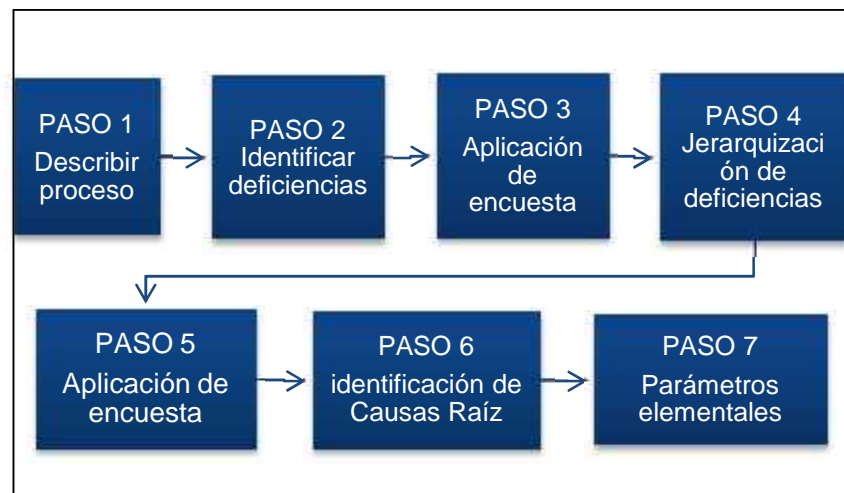 PASO 1
Describir
proceso
PASO 2
Identificar
deficiencias
PASO 3
Aplicación
de
encuesta
PASO 4
Jerarquizaci
ón de
deficiencias
PASO 5
Aplicación de
encuesta
PASO 6
identificación de
Causas Raíz
PASO 7
Parámetros
elementales